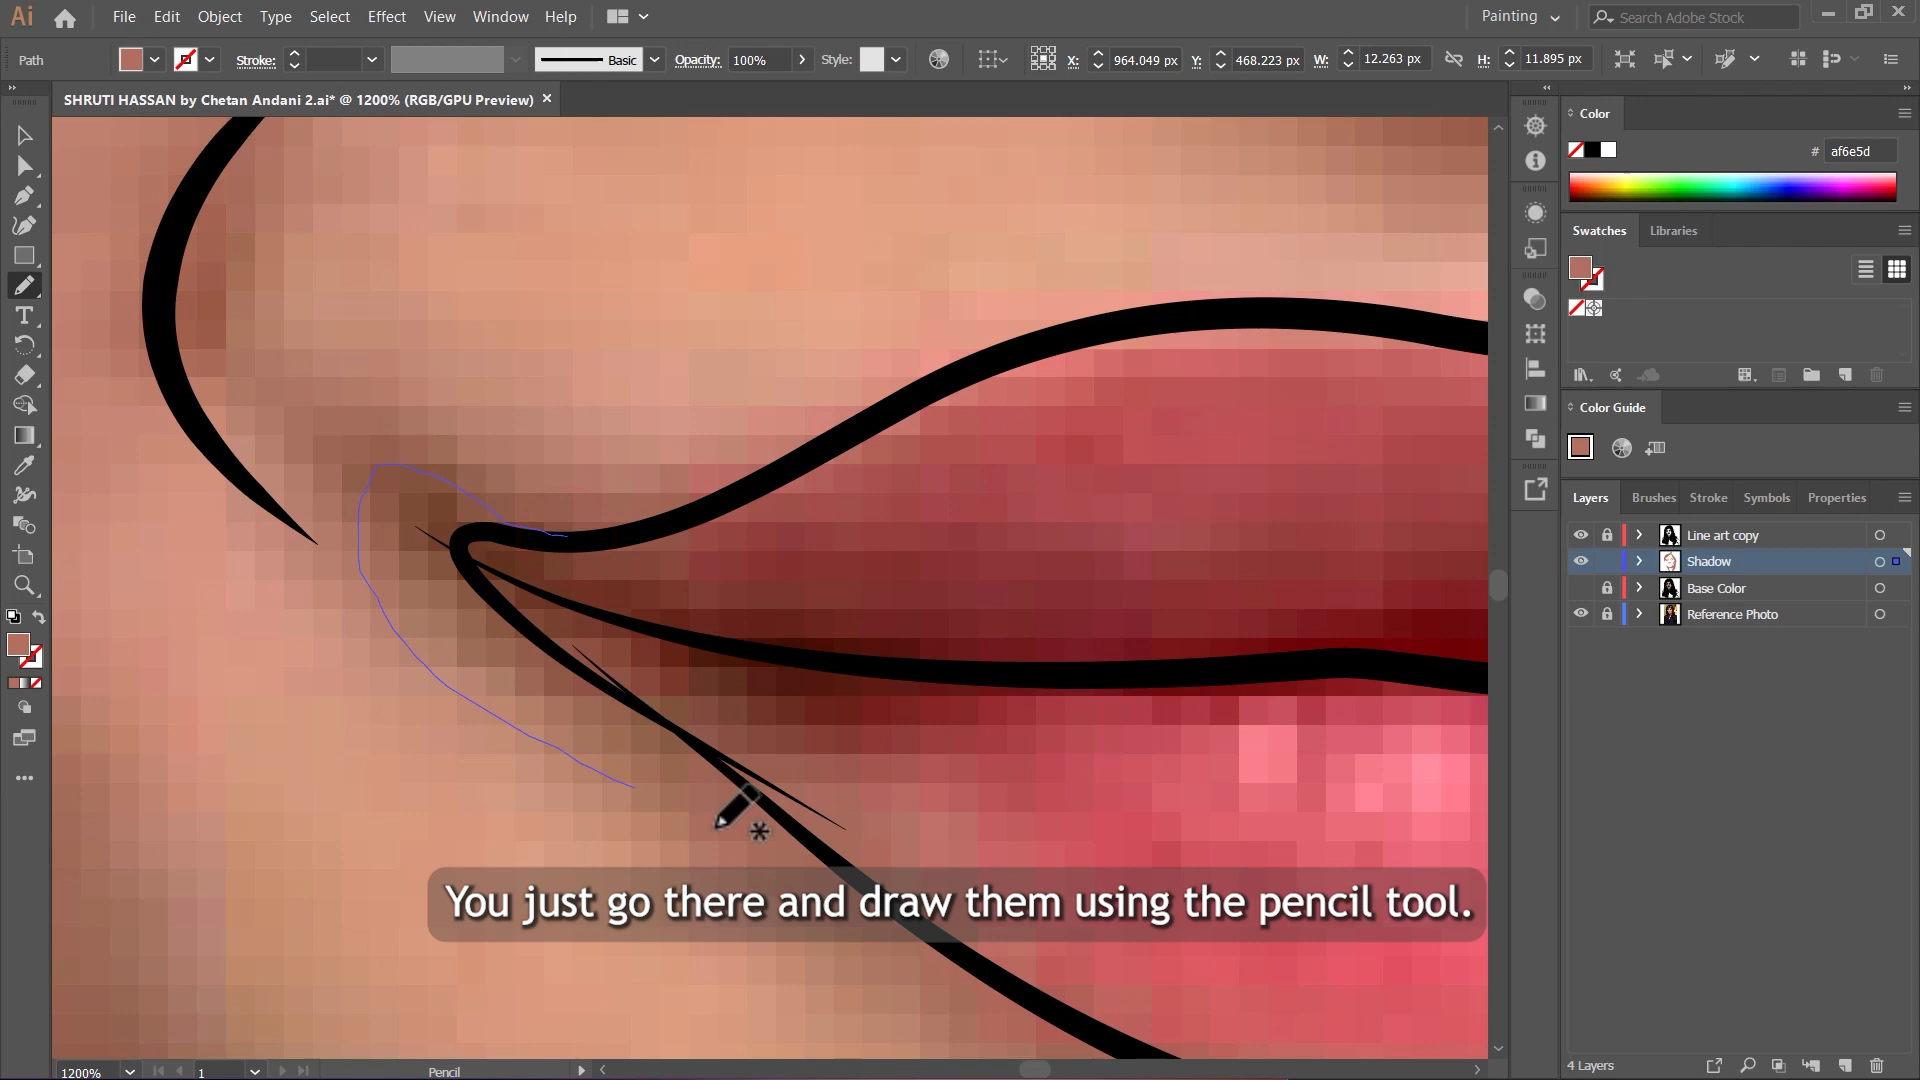 Ai File Edit Object Type Select Effect View Window Help Painting Search Adobe Stock
Path Stroke: Basic Opacity: 100% Style: X: 964.049 px Y: 468.223 px W: 12.263 px H: 11.895 px
SHRUTI HASSAN by Chetan Andani 2.ai* @ 1200% (RGB/GPU Preview)
Color
# af6e5d
Swatches Libraries
Color Guide
Layers Brushes Stroke Symbols Properties
Line art copy
Shadow
Base Color
Reference Photo
You just go there and draw them using the pencil tool.
4 Layers
1200% 1 Pencil